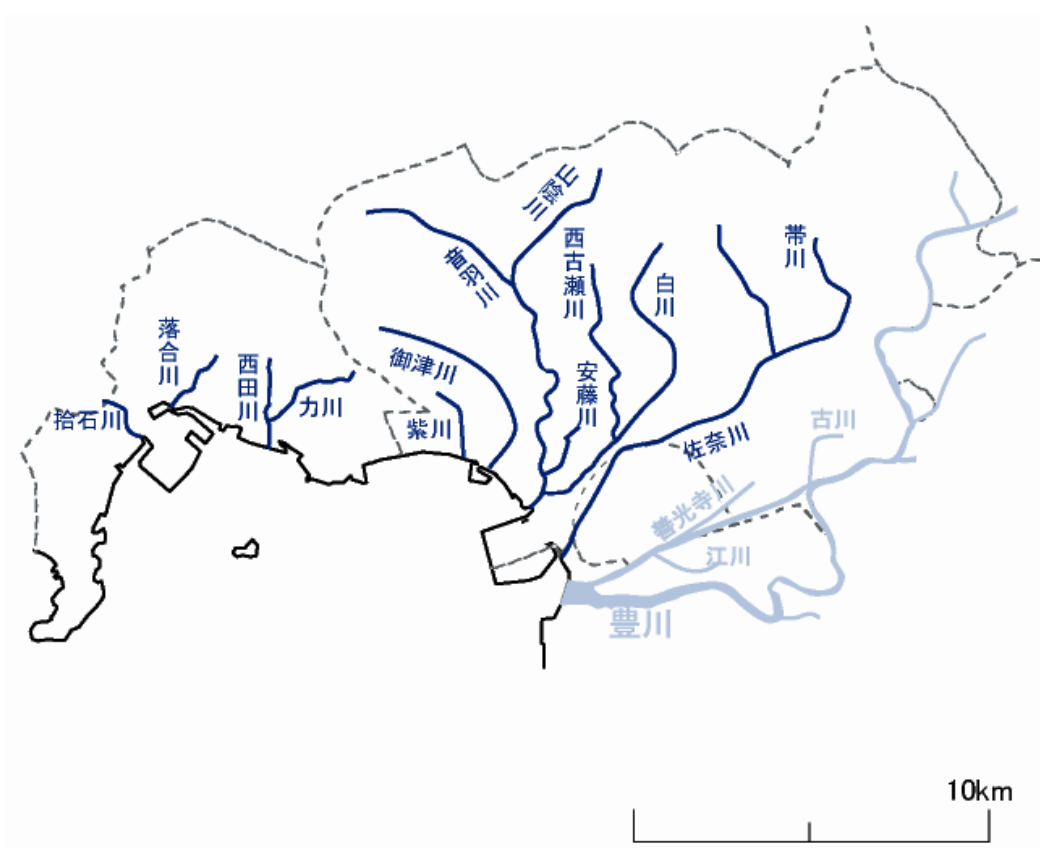 山陰川
西古瀬川
帯川
音羽川
白川
落合川
西田川
御津川
安藤川
力川
拾石川
紫川
佐奈川
古川
善光寺川
江川
豊川
10km